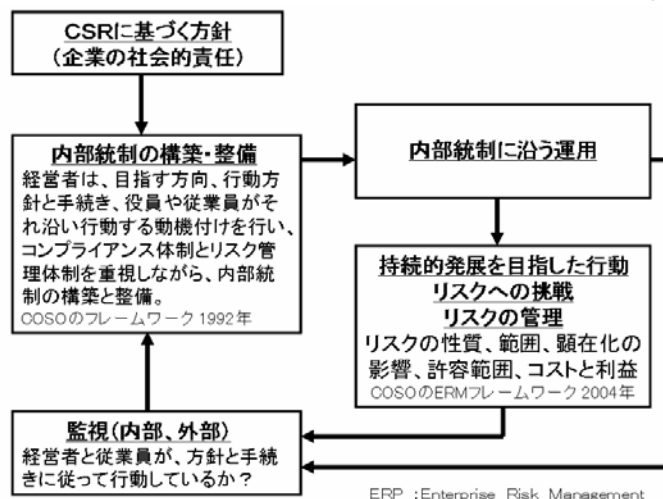 CSRに基づく方針
(企業の社会的責任)
内部統制の構築・整備
経営者は、目指す方向、行動方
針と手続き、役員や従業員がそ
れ沿い行動する動機付けを行い、
コンプライアンス体制とリスク管
理体制を重視しながら、内部統
制の構築と整備。
COSOのフレームワーク 1992年
内部統制に沿う運用
持続的発展を目指した行動
リスクへの挑戦
リスクの管理
リスクの性質、範囲、顕在化の
影響、許容範囲、コストと利益
COSOのERMフレームワーク 2004年
監視(内部、外部)
経営者と従業員が、方針と手続
きに従って行動しているか?
ERP :Enterprise Risk Management